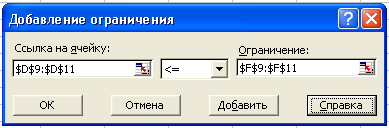 Добавление ограничения
Ссылка на ячейку: Ограничение:
$D$9:$D$11 <= $F$9:$F$11
ОК Отмена Добавить Справка